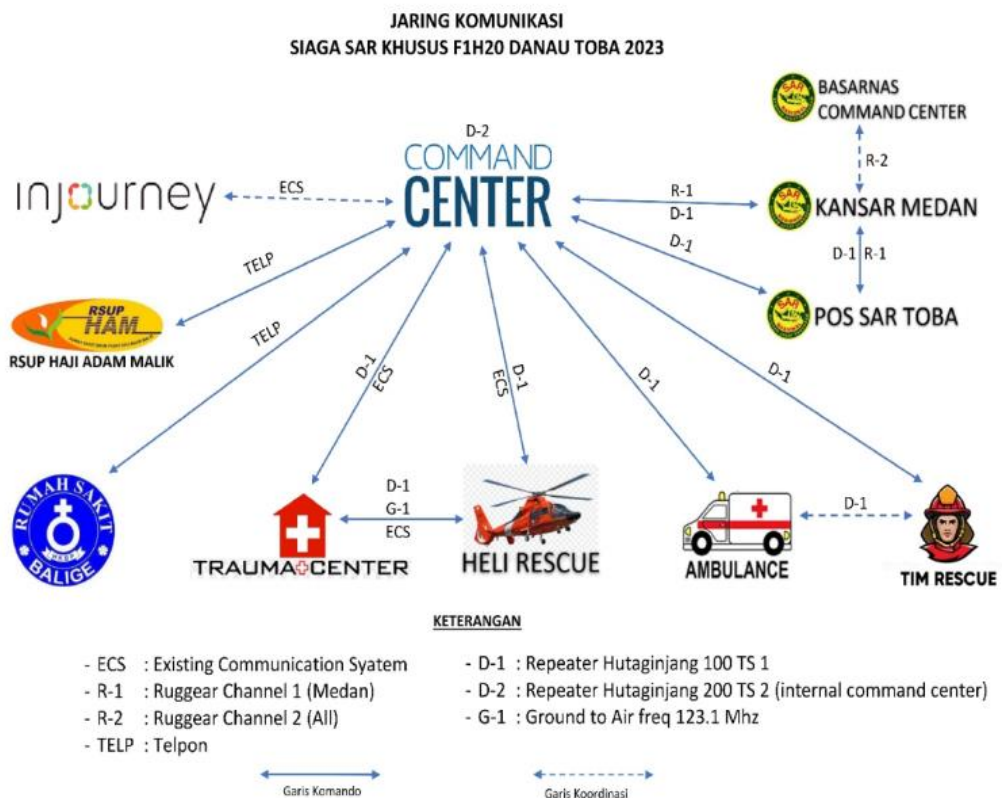 JARING KOMUNIKASI
SIAGA SAR KHUSUS F1H20 DANAU TOBA 2023
SAR
BASARNAS
COMMAND CENTER
D-2
COMMAND
CENTER
R-2
injourney
ECS
R-1
D-1
SAR
KANSAR MEDAN
D-1
D-1 R-1
TELP
RSUP
HAM
RSUP HAJI ADAM MALIK
SAR
POS SAR TOBA
TELP
D-1
ECS
D-1
ECS
D-1
D-1
RUMAH SAKIT
HKBP
BALIGE
D-1
G-1
ECS
TRAUMA CENTER
HELI RESCUE
AMBULANCE
D-1
TIM RESCUE
KETERANGAN
- ECS : Existing Communication Syatem
- R-1 : Ruggear Channel 1 (Medan)
- R-2 : Ruggear Channel 2 (All)
- TELP : Telpon
- D-1 : Repeater Hutaginjang 100 TS 1
- D-2 : Repeater Hutaginjang 200 TS 2 (internal command center)
- G-1 : Ground to Air freq 123.1 Mhz
Garis Komando
Garis Koordinasi